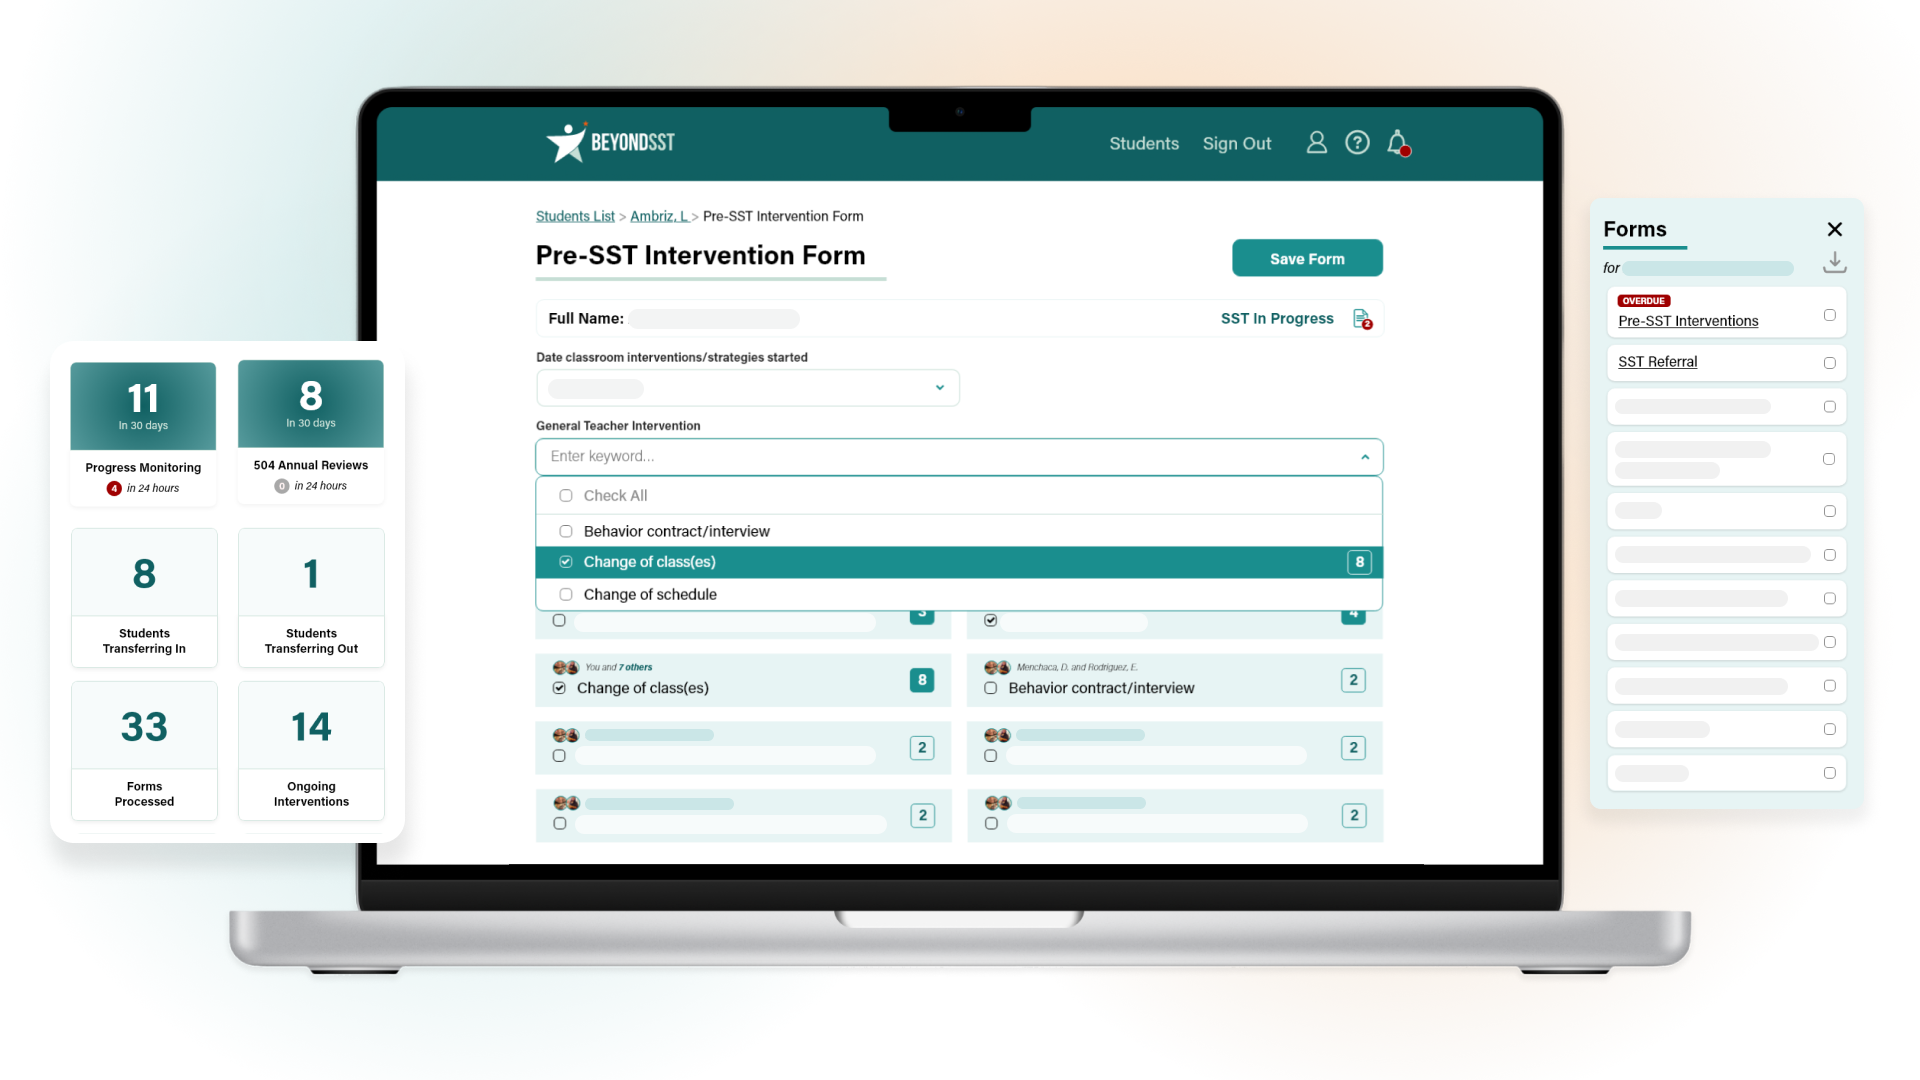 BEYONDSST
Students
Sign Out
?
Students List > Ambriz, L > Pre-SST Intervention Form
Pre-SST Intervention Form
Save Form
Full Name:
SST In Progress
2
Date classroom interventions/strategies started
General Teacher Intervention
Enter keyword...
Check All
Behavior contract/interview
Change of class(es)
8
Change of schedule
3
4
You and 7 others
Change of class(es)
8
Menchaca, D. and Rodriguez, E.
Behavior contract/interview
2
2
2
2
2
11
In 30 days
Progress Monitoring
4 in 24 hours
8
In 30 days
504 Annual Reviews
0 in 24 hours
8
Students
Transferring In
1
Students
Transferring Out
33
Forms
Processed
14
Ongoing
Interventions
Forms
for
OVERDUE
Pre-SST Interventions
SST Referral